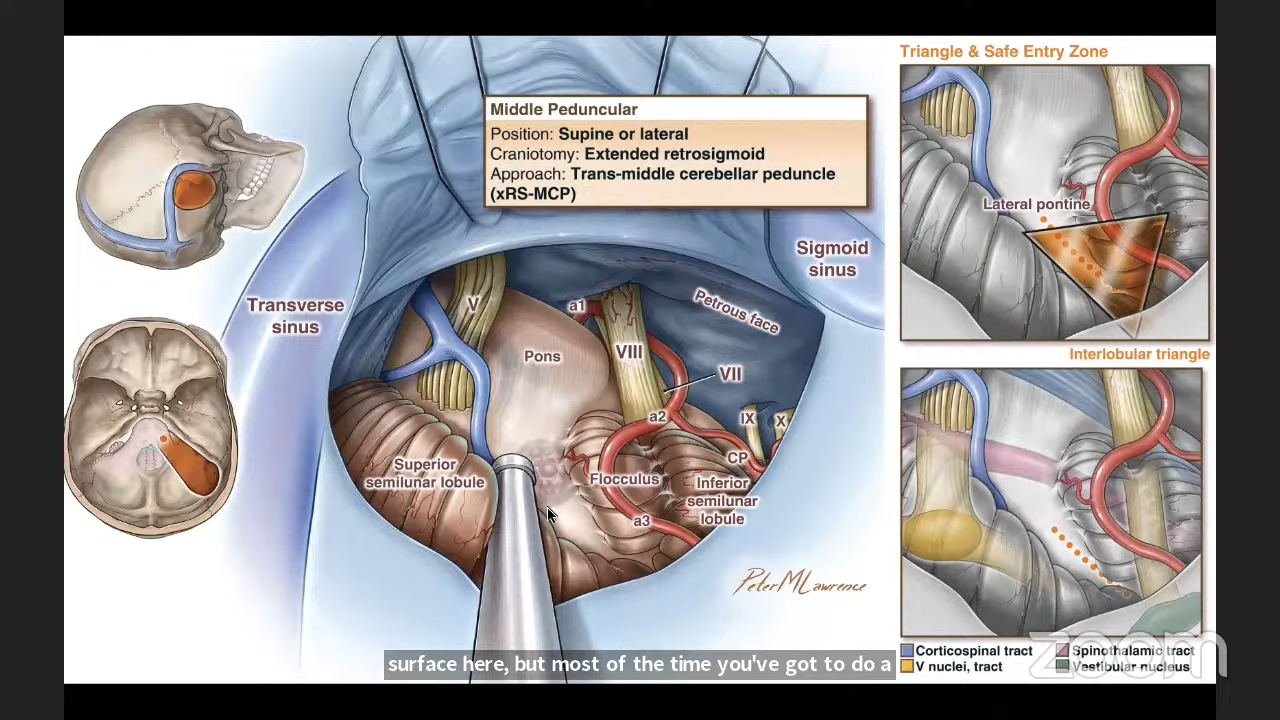 Triangle & Safe Entry Zone
Middle Peduncular
Position: Supine or lateral
Craniotomy: Extended retrosigmoid
Approach: Trans-middle cerebellar peduncle
(xRS-MCP)
Lateral pontine
Sigmoid
sinus
Transverse
sinus
V
a1
Petrous face
Pons
VIII
VII
Interlobular triangle
a2
IX
X
CP
Superior
semilunar lobule
Flocculus
Inferior
semilunar
lobule
a3
PeterMLawrence
Corticospinal tract
Spinothalamic tract
V nuclei, tract
Vestibular nucleus
zoom
surface here, but most of the time you've got to do a